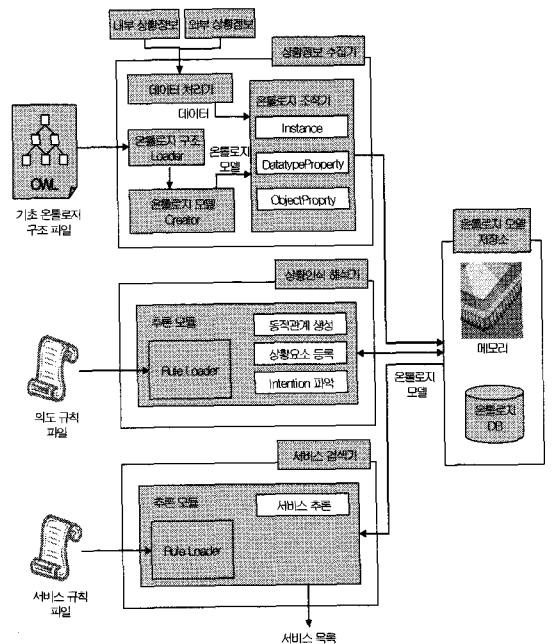 내부 상황정보
외부 상황정보
상황정보 수집기
데이터 처리기
데이터
온톨로지 조작기
Instance
DatatypeProperty
ObjectProprty
온톨로지 구조
Loader
온톨로지
모델
온톨로지 모델
Creator
OWL
기초 온톨로지
구조 파일
온톨로지 모델
저장소
메모리
온톨로지
DB
상황인식 해석기
추론 모듈
Rule Loader
동적관계 생성
상황요소 등록
Intention 파악
의도 규칙
파일
온톨로지
모델
서비스 검색기
추론 모듈
Rule Loader
서비스 추론
서비스 규칙
파일
서비스 목록